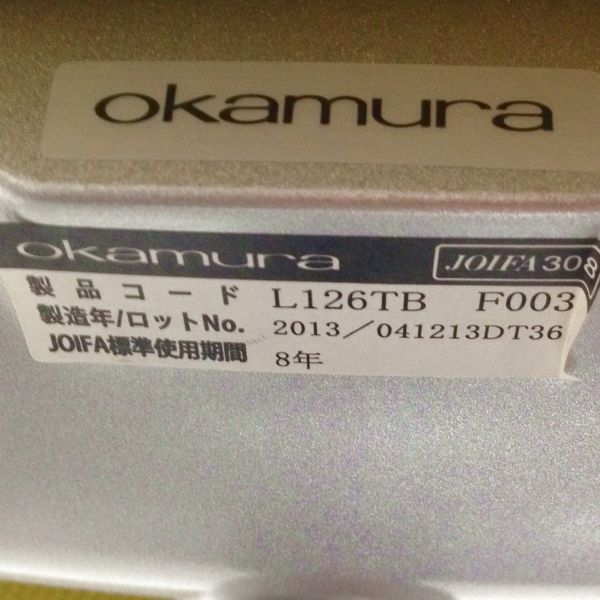 okamura
okamura JOIFA308
製品コード L126TB F003
製造年/ロットNo. 2013/041213DT36
JOIFA標準使用期間 8年